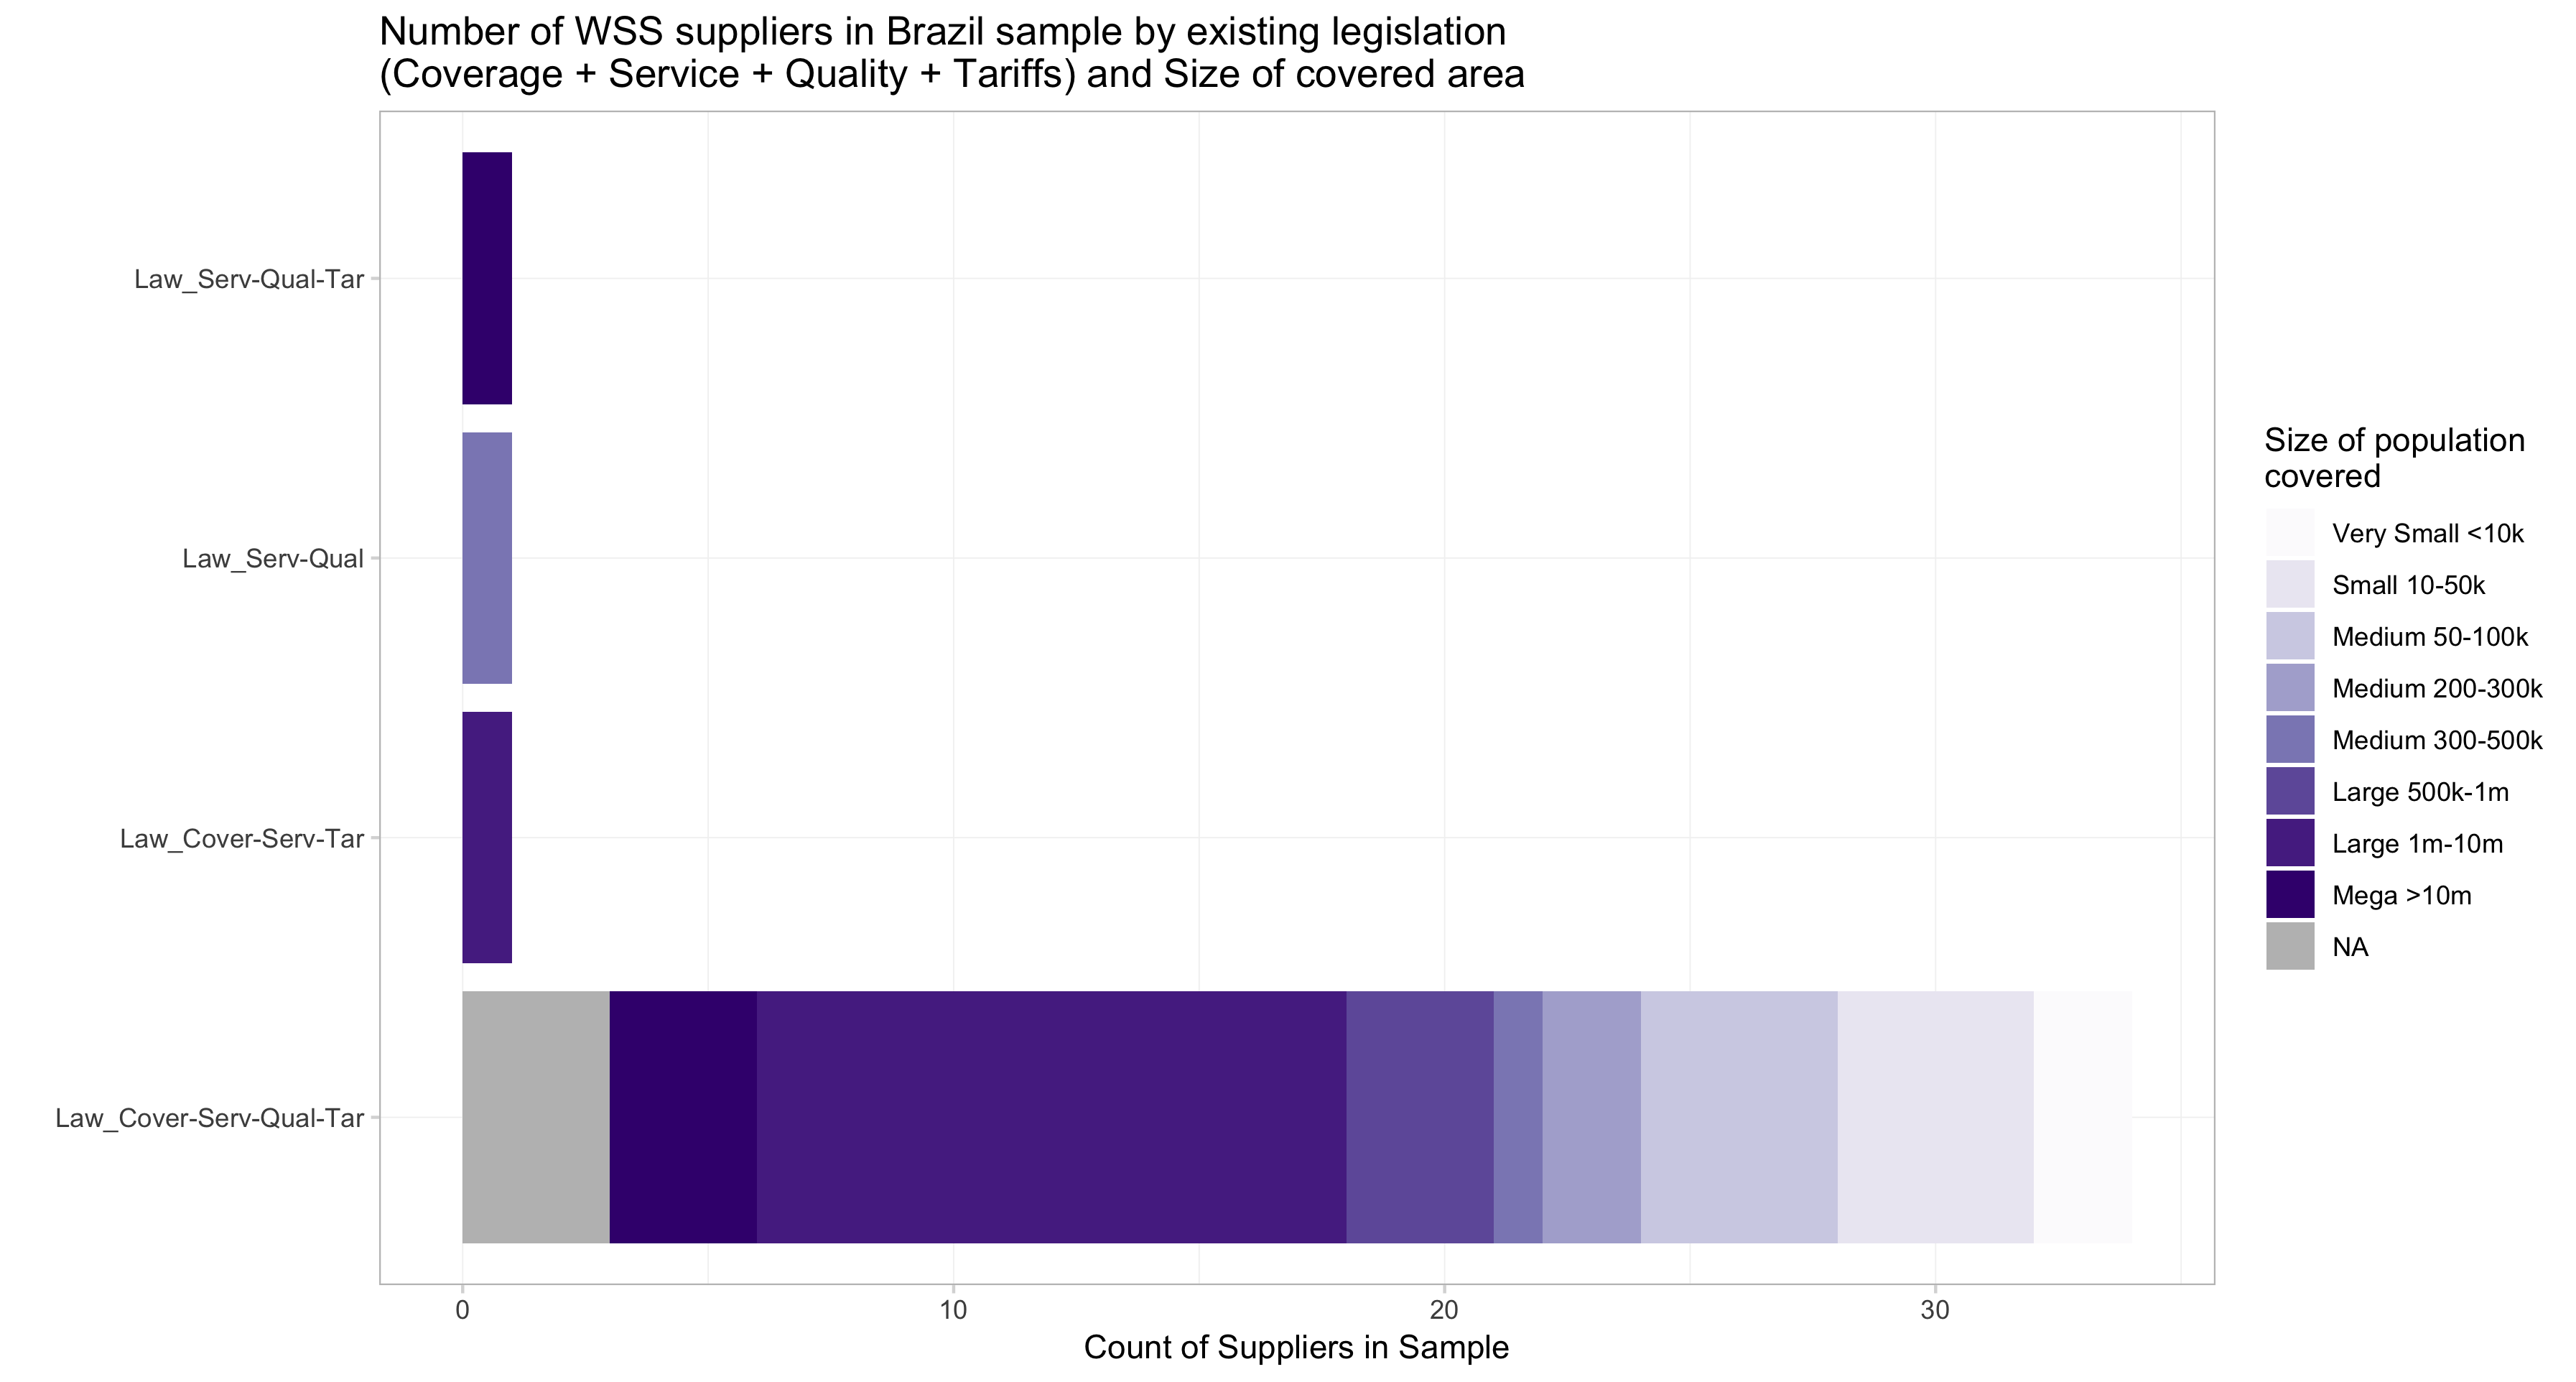 Number of WSS suppliers in Brazil sample by existing legislation
(Coverage + Service + Quality + Tariffs) and Size of covered area
Law_Serv-Qual-Tar
Law_Serv-Qual
Law_Cover-Serv-Tar
Law_Cover-Serv-Qual-Tar
0 10 20 30
Count of Suppliers in Sample
Size of population
covered
Very Small <10k
Small 10-50k
Medium 50-100k
Medium 200-300k
Medium 300-500k
Large 500k-1m
Large 1m-10m
Mega >10m
NA